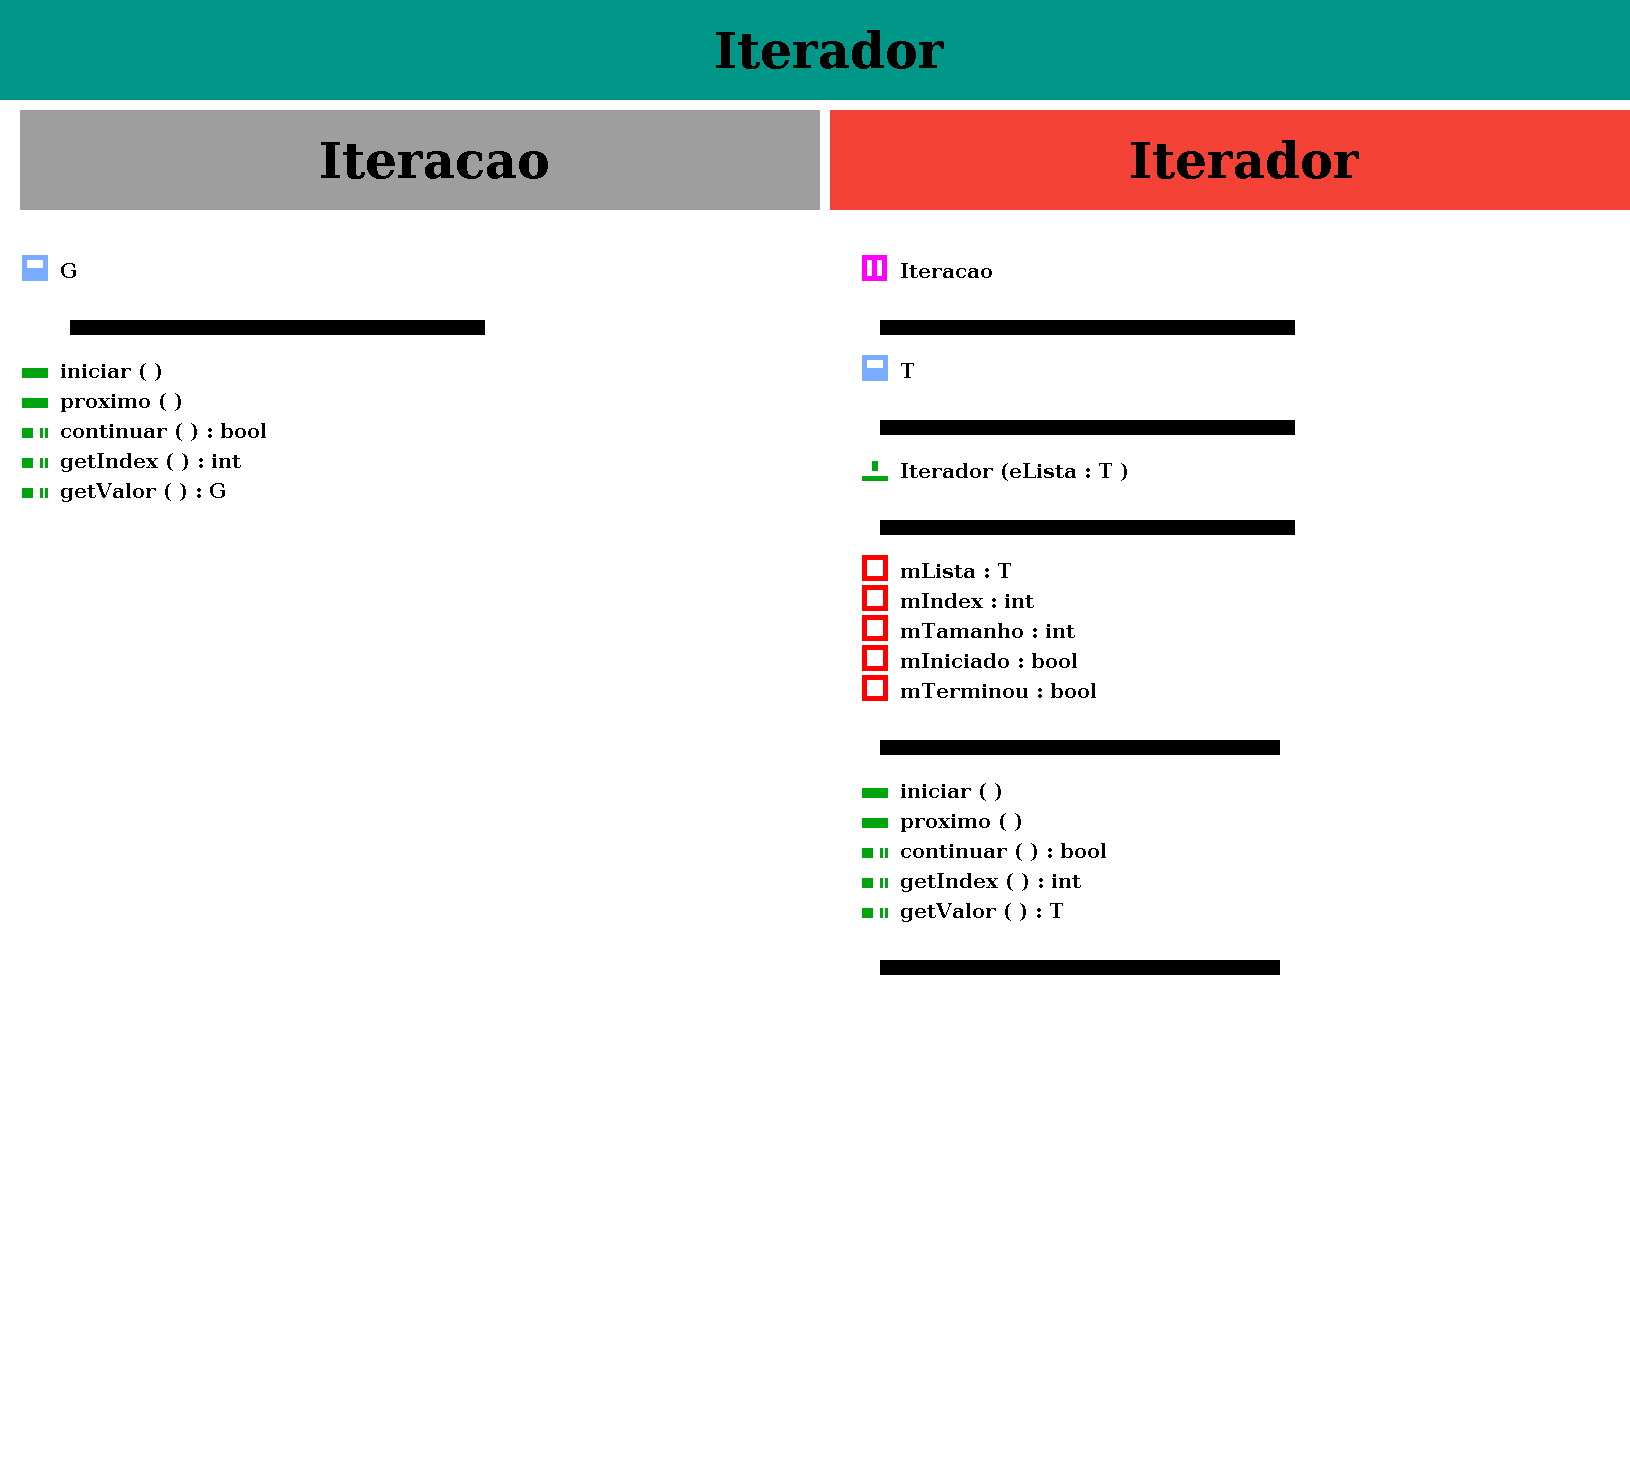 Iterador
Iteracao
G
iniciar ( )
proximo ( )
continuar ( ) : bool
getIndex ( ) : int
getValor ( ) : G
Iterador
Iteracao
T
Iterador (eLista : T )
mLista : T
mIndex : int
mTamanho : int
mIniciado : bool
mTerminou : bool
iniciar ( )
proximo ( )
continuar ( ) : bool
getIndex ( ) : int
getValor ( ) : T